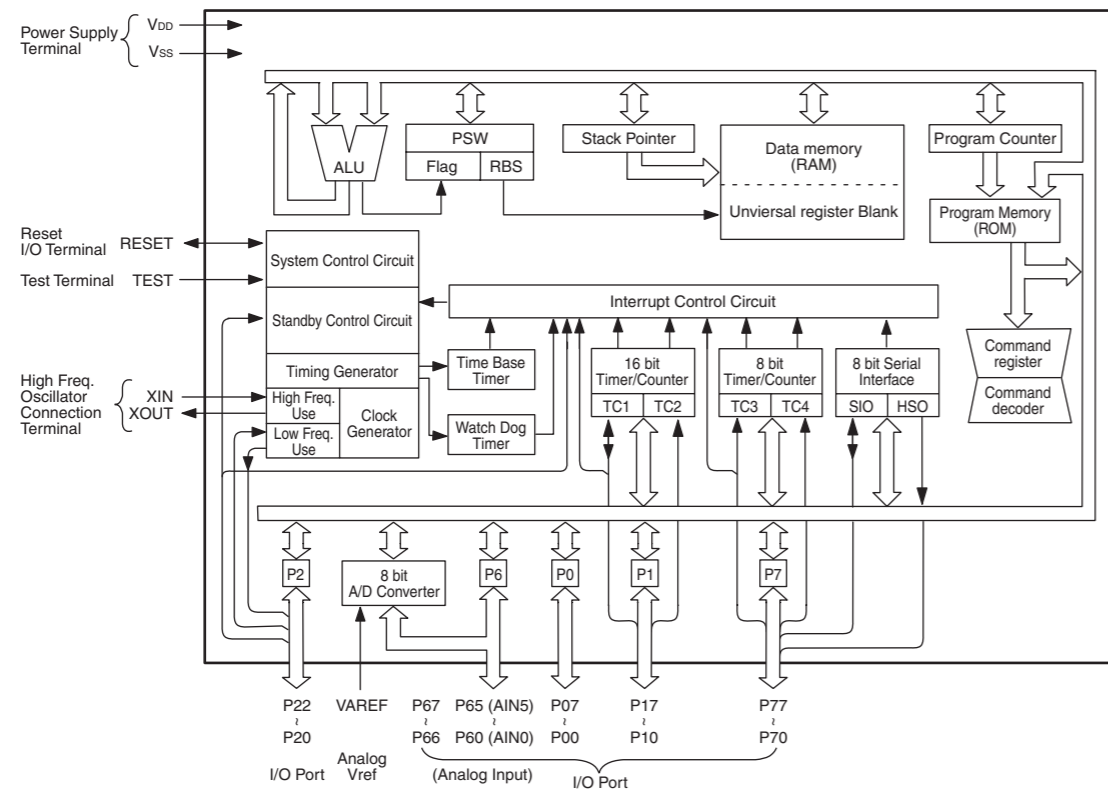 Power Supply
Terminal
VDD
VSS
ALU
PSW
Flag
RBS
Stack Pointer
Data memory
(RAM)
Unviersal register Blank
Program Counter
Program Memory
(ROM)
Reset
I/O Terminal
RESET
Test Terminal
TEST
System Control Circuit
Standby Control Circuit
Interrupt Control Circuit
Timing Generator
High Freq.
Oscillator
Connection
Terminal
XIN
XOUT
High Freq.
Use
Low Freq.
Use
Clock
Generator
Time Base
Timer
Watch Dog
Timer
16 bit
Timer/Counter
TC1
TC2
8 bit
Timer/Counter
TC3
TC4
8 bit Serial
Interface
SIO
HSO
Command
register
Command
decoder
P2
8 bit
A/D Converter
P6
P0
P1
P7
P22
~
P20
I/O Port
VAREF
Analog
Vref
P67
~
P66
P65 (AIN5)
~
P60 (AIN0)
(Analog Input)
P07
~
P00
P17
~
P10
P77
~
P70
I/O Port